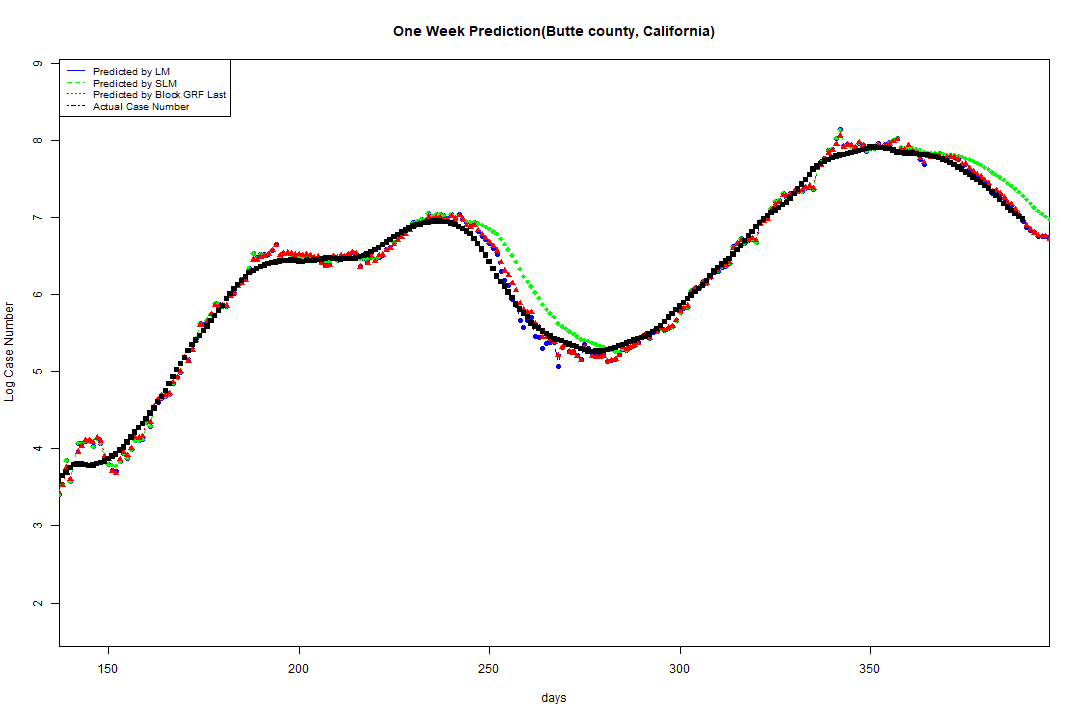 One Week Prediction(Butte county, California)
Predicted by LM
Predicted by SLM
Predicted by Block GRF Last
Actual Case Number
9
8
7
6
5
4
3
2
Log Case Number
150 200 250 300 350
days